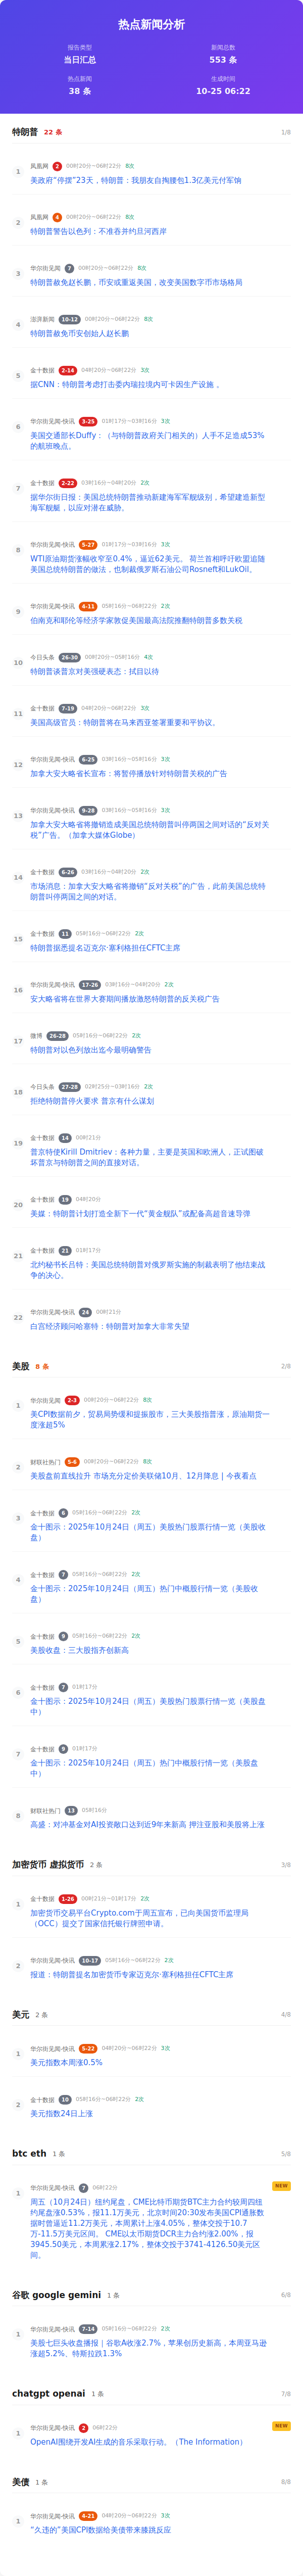 热点新闻分析
报告类型
当日汇总
新闻总数
553 条
热点新闻
38 条
生成时间
10-25 06:22
特朗普 22 条 1/8
1
凤凰网 2 00时20分~06时22分 8次
美政府“停摆”23天，特朗普：我朋友自掏腰包1.3亿美元付军饷
2
凤凰网 4 00时20分~06时22分 8次
特朗普警告以色列：不准吞并约旦河西岸
3
华尔街见闻 7 00时20分~06时22分 8次
特朗普赦免赵长鹏，币安或重返美国，改变美国数字币市场格局
4
澎湃新闻 10-12 00时20分~06时22分 8次
特朗普赦免币安创始人赵长鹏
5
金十数据 2-14 04时20分~06时22分 3次
据CNN：特朗普考虑打击委内瑞拉境内可卡因生产设施 。
6
华尔街见闻-快讯 3-25 01时17分~03时16分 3次
美国交通部长Duffy：（与特朗普政府关门相关的）人手不足造成53%
的航班晚点。
7
金十数据 2-22 03时16分~04时20分 2次
据华尔街日报：美国总统特朗普推动新建海军军舰级别，希望建造新型
海军舰艇，以应对潜在威胁。
8
华尔街见闻-快讯 5-27 01时17分~03时16分 3次
WTI原油期货涨幅收窄至0.4%，逼近62美元。 荷兰首相呼吁欧盟追随
美国总统特朗普的做法，也制裁俄罗斯石油公司Rosneft和LukOil。
9
华尔街见闻-快讯 4-11 05时16分~06时22分 2次
伯南克和耶伦等经济学家敦促美国最高法院推翻特朗普多数关税
10
今日头条 26-30 00时20分~05时16分 4次
特朗普谈普京对美强硬表态：拭目以待
11
金十数据 7-19 04时20分~06时22分 3次
美国高级官员：特朗普将在马来西亚签署重要和平协议。
12
华尔街见闻-快讯 6-25 03时16分~05时16分 3次
加拿大安大略省长宣布：将暂停播放针对特朗普关税的广告
13
华尔街见闻-快讯 9-28 03时16分~05时16分 3次
加拿大安大略省将撤销造成美国总统特朗普叫停两国之间对话的“反对关
税”广告。（加拿大媒体Globe）
14
金十数据 6-26 03时16分~04时20分 2次
市场消息：加拿大安大略省将撤销“反对关税”的广告，此前美国总统特
朗普叫停两国之间的对话。
15
金十数据 11 05时16分~06时22分 2次
特朗普据悉提名迈克尔·塞利格担任CFTC主席
16
华尔街见闻-快讯 17-26 03时16分~04时20分 2次
安大略省将在世界大赛期间播放激怒特朗普的反关税广告
17
微博 26-28 05时16分~06时22分 2次
特朗普对以色列放出迄今最明确警告
18
今日头条 27-28 02时25分~03时16分 2次
拒绝特朗普停火要求 普京有什么谋划
19
金十数据 14 00时21分
普京特使Kirill Dmitriev：各种力量，主要是英国和欧洲人，正试图破
坏普京与特朗普之间的直接对话。
20
金十数据 19 04时20分
美媒：特朗普计划打造全新下一代“黄金舰队”或配备高超音速导弹
21
金十数据 21 01时17分
北约秘书长吕特：美国总统特朗普对俄罗斯实施的制裁表明了他结束战
争的决心。
22
华尔街见闻-快讯 24 00时21分
白宫经济顾问哈塞特：特朗普对加拿大非常失望
美股 8 条 2/8
1
华尔街见闻 2-3 00时20分~06时22分 8次
美CPI数据前夕，贸易局势缓和提振股市，三大美股指普涨，原油期货一
度涨超5%
2
财联社热门 5-6 00时20分~06时22分 8次
美股盘前直线拉升 市场充分定价美联储10月、12月降息 | 今夜看点
3
金十数据 6 05时16分~06时22分 2次
金十图示：2025年10月24日（周五）美股热门股票行情一览（美股收
盘）
4
金十数据 7 05时16分~06时22分 2次
金十图示：2025年10月24日（周五）热门中概股行情一览（美股收
盘）
5
金十数据 9 05时16分~06时22分 2次
美股收盘：三大股指齐创新高
6
金十数据 7 01时17分
金十图示：2025年10月24日（周五）美股热门股票行情一览（美股盘
中）
7
金十数据 9 01时17分
金十图示：2025年10月24日（周五）热门中概股行情一览（美股盘
中）
8
财联社热门 13 05时16分
高盛：对冲基金对AI投资敞口达到近9年来新高 押注亚股和美股将上涨
加密货币 虚拟货币 2 条 3/8
1
金十数据 1-26 00时21分~01时17分 2次
加密货币交易平台Crypto.com于周五宣布，已向美国货币监理局
（OCC）提交了国家信托银行牌照申请。
2
华尔街见闻-快讯 10-17 05时16分~06时22分 2次
报道：特朗普提名加密货币专家迈克尔·塞利格担任CFTC主席
美元 2 条 4/8
1
华尔街见闻-快讯 5-22 04时20分~06时22分 3次
美元指数本周涨0.5%
2
金十数据 10 05时16分~06时22分 2次
美元指数24日上涨
btc eth 1 条 5/8
1
华尔街见闻-快讯 7 06时22分 NEW
周五（10月24日）纽约尾盘，CME比特币期货BTC主力合约较周四纽
约尾盘涨0.53%，报11.1万美元，北京时间20:30发布美国CPI通胀数
据时曾逼近11.2万美元，本周累计上涨4.05%，整体交投于10.7
万-11.5万美元区间。 CME以太币期货DCR主力合约涨2.00%，报
3945.50美元，本周累涨2.17%，整体交投于3741-4126.50美元区
间。
谷歌 google gemini 1 条 6/8
1
华尔街见闻-快讯 7-14 05时16分~06时22分 2次
美股七巨头收盘播报｜谷歌A收涨2.7%，苹果创历史新高，本周亚马逊
涨超5.2%、特斯拉跌1.3%
chatgpt openai 1 条 7/8
1
华尔街见闻-快讯 2 06时22分 NEW
OpenAI围绕开发AI生成的音乐采取行动。（The Information）
美债 1 条 8/8
1
华尔街见闻-快讯 4-21 04时20分~06时22分 3次
“久违的”美国CPI数据给美债带来膝跳反应